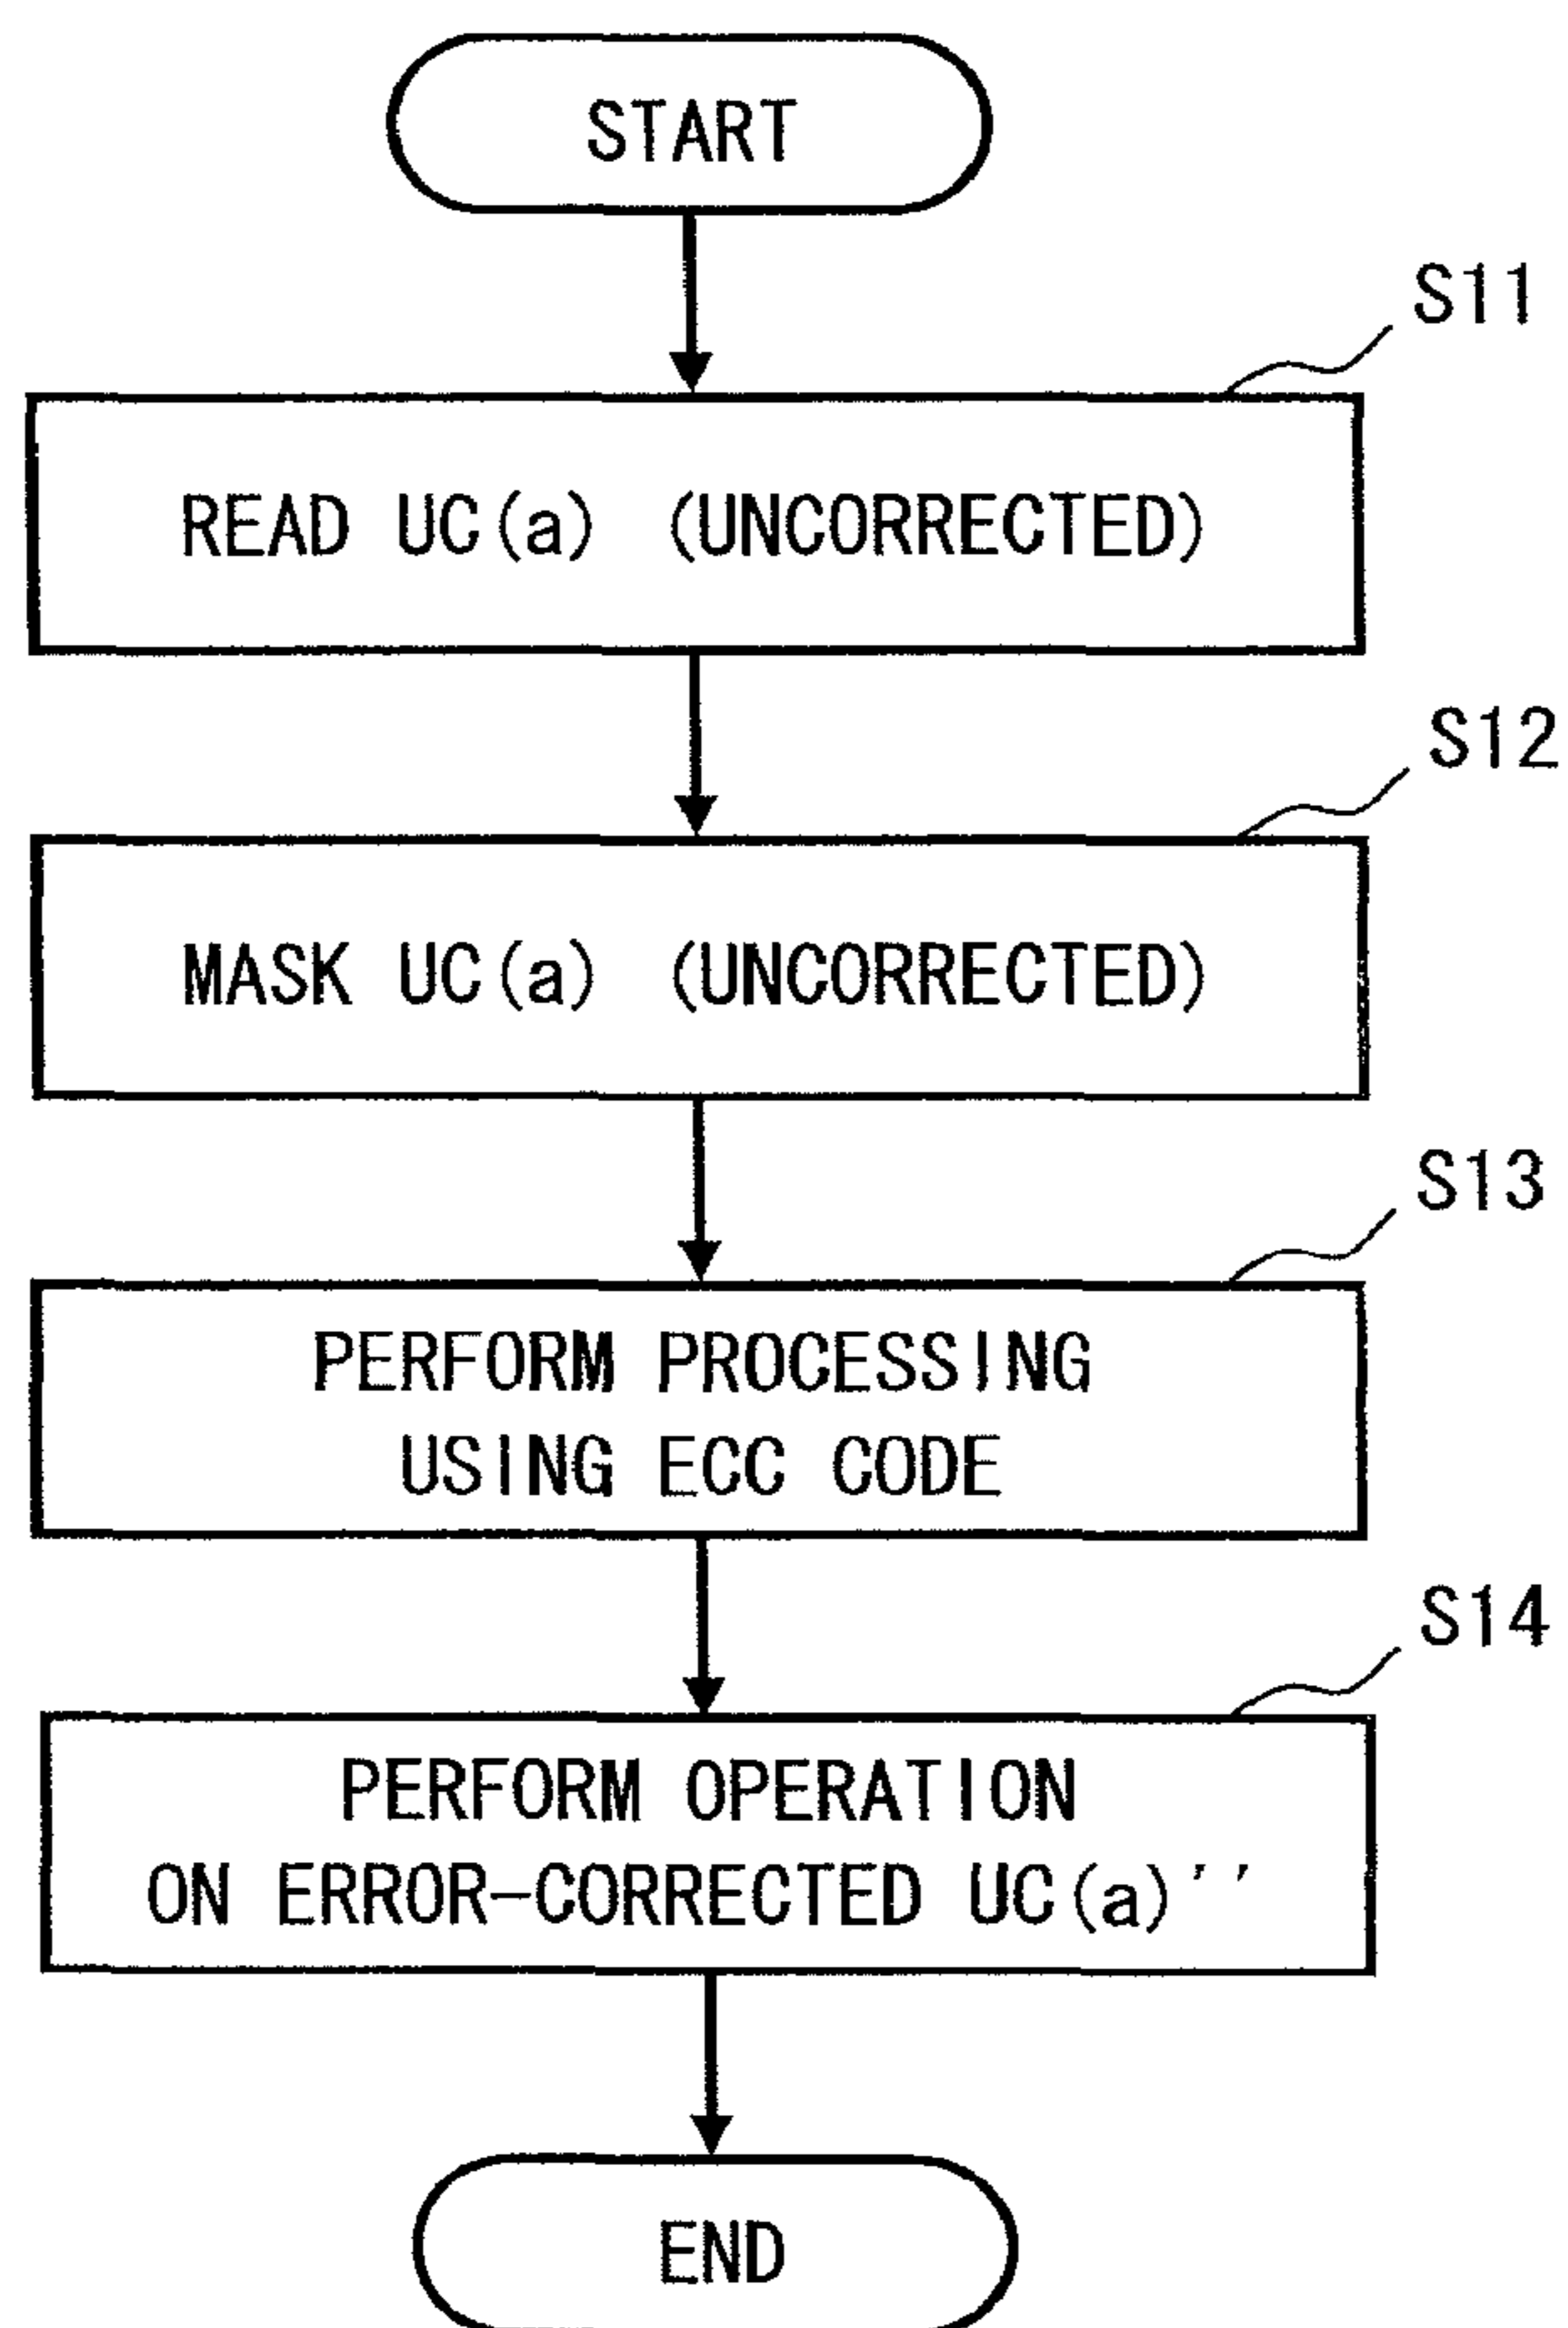 START
S11
READ UC(a) (UNCORRECTED)
S12
MASK UC(a) (UNCORRECTED)
S13
PERFORM PROCESSING
USING ECC CODE
S14
PERFORM OPERATION
ON ERROR-CORRECTED UC(a)''
END